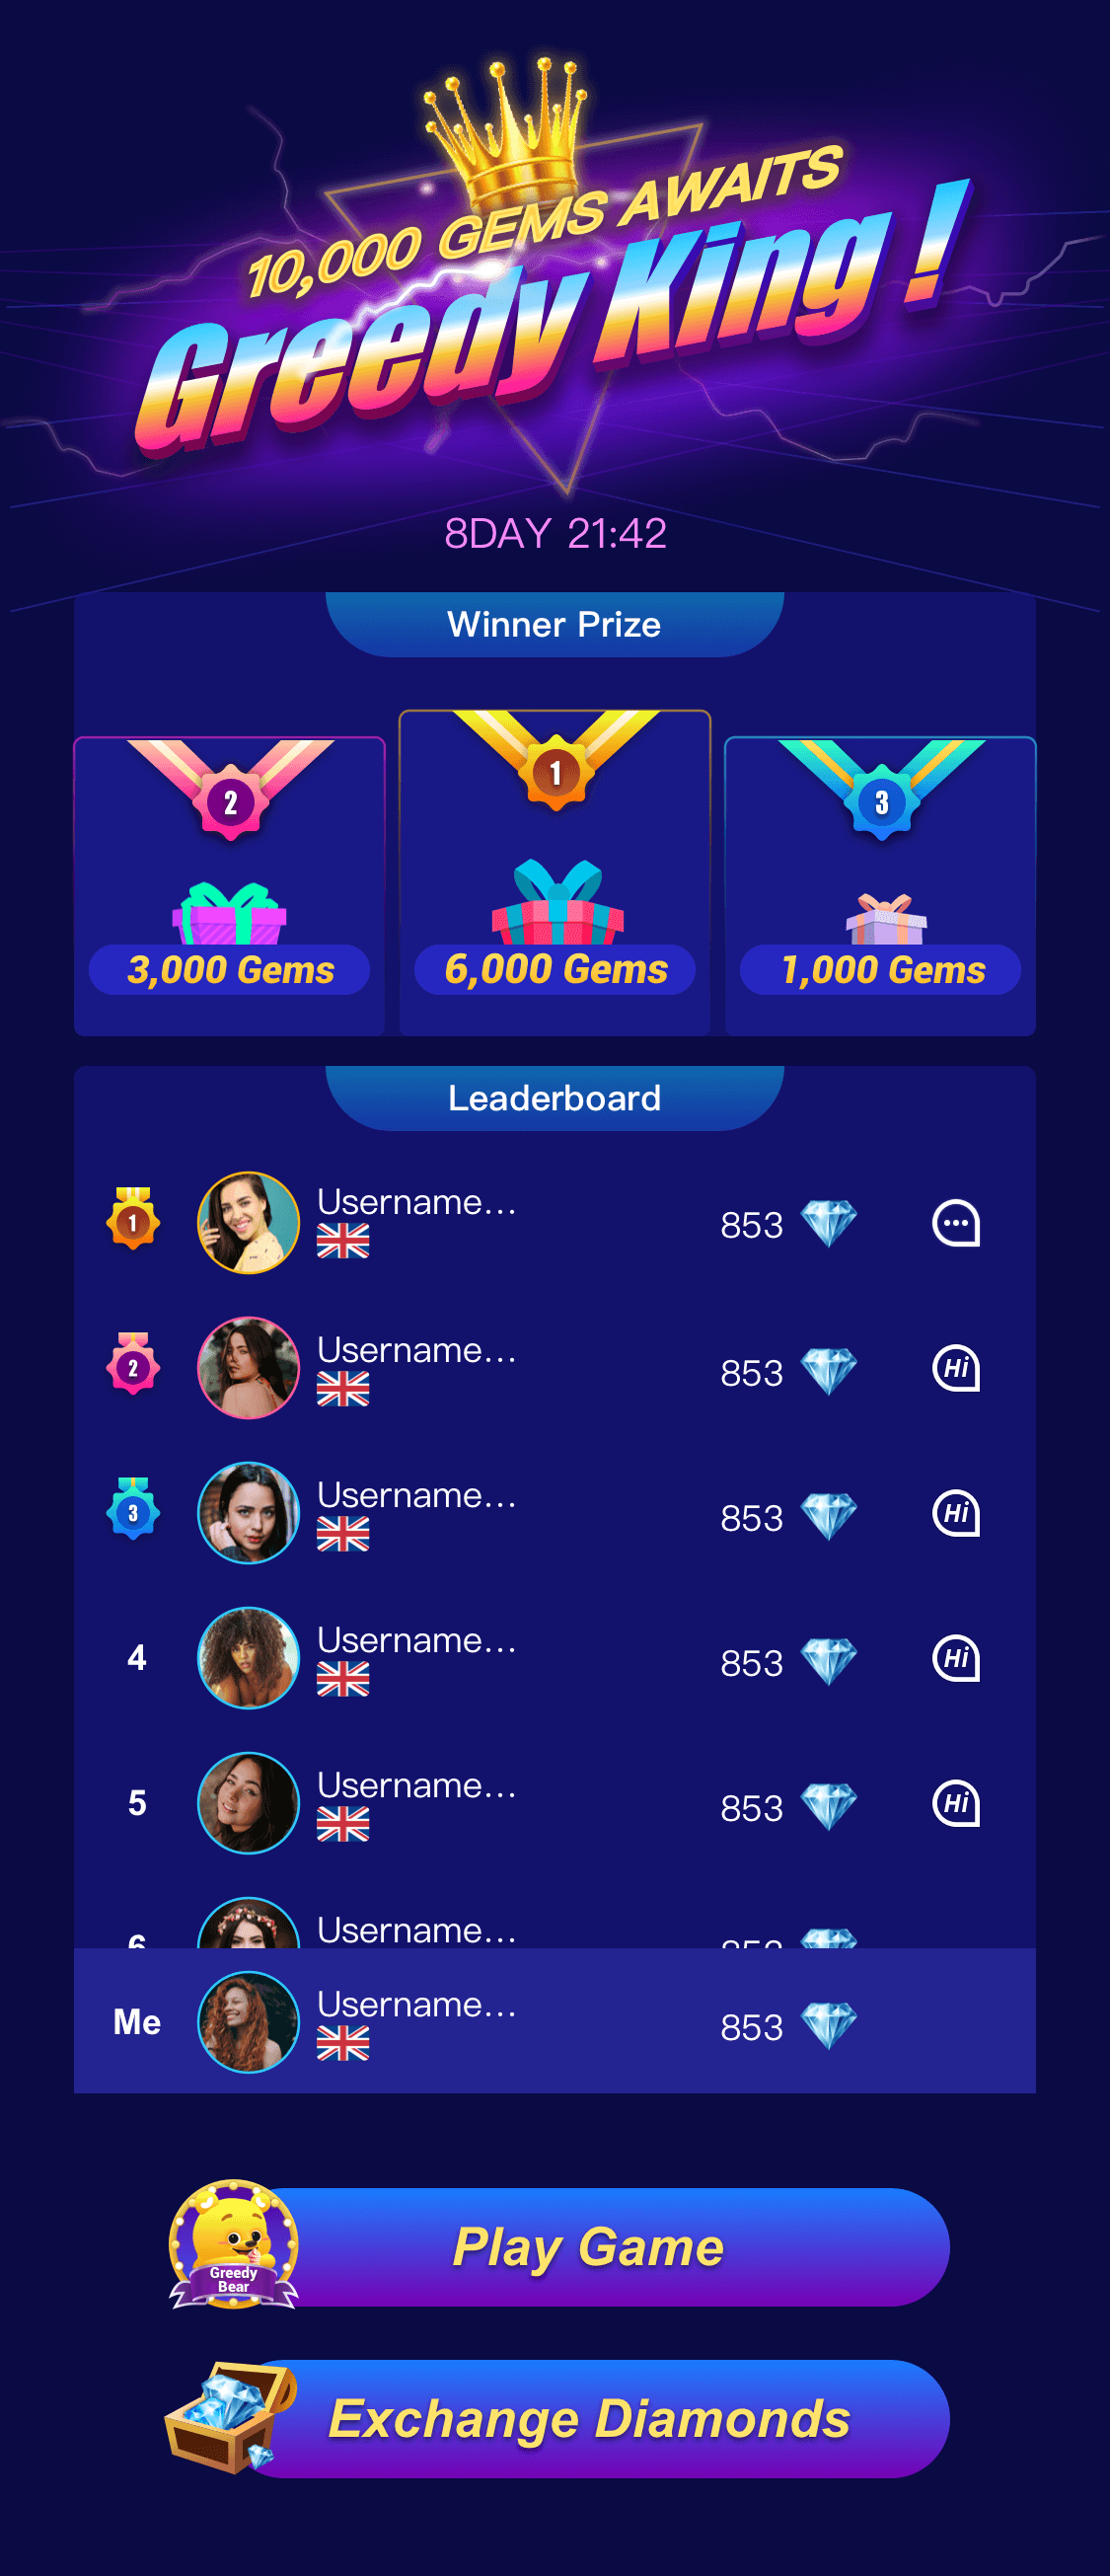 10,000 GEMS AWAITS
Greedy King !
8DAY 21:42
Winner Prize
2
1
3
3,000 Gems
6,000 Gems
1,000 Gems
Leaderboard
1
Username...
853
2
Username...
853
Hi
3
Username...
853
Hi
4
Username...
853
Hi
5
Username...
853
Hi
6
Username...
853
Me
Username...
853
Greedy
Bear
Play Game
Exchange Diamonds